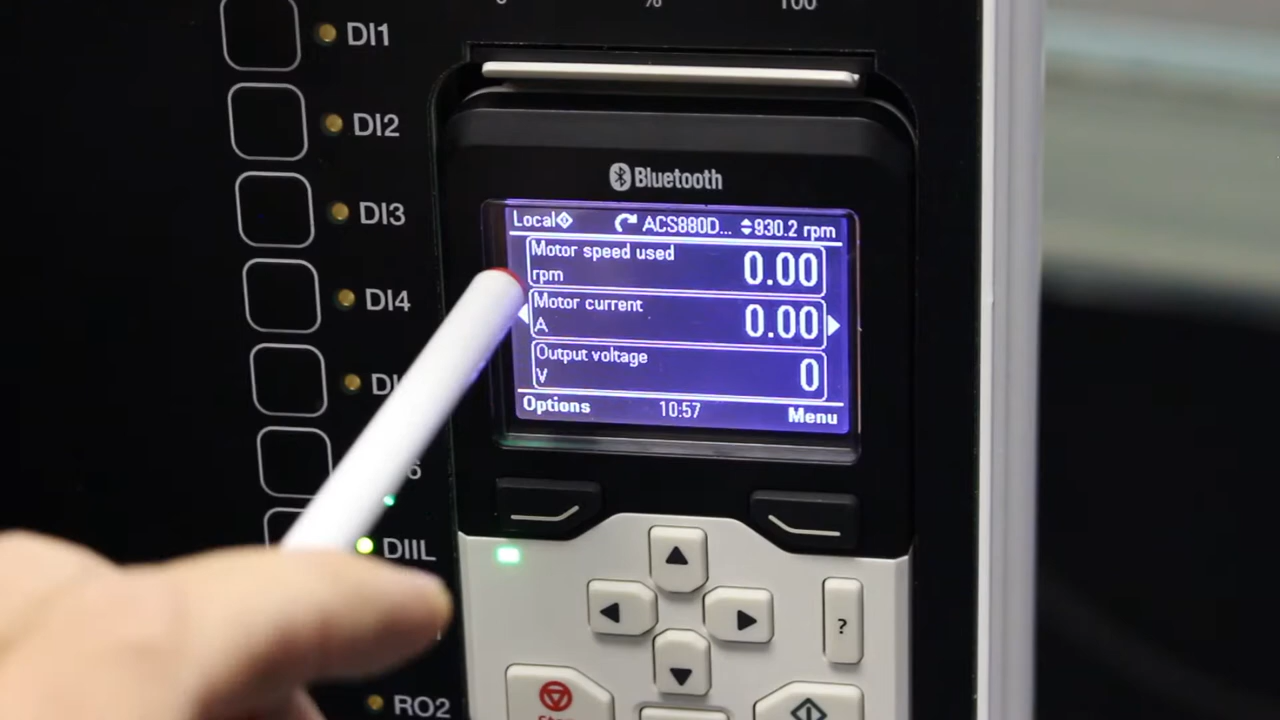 % 100
DI1
DI2
DI3
DI4
Bluetooth
Local ACS880D... 930.2 rpm
Motor speed used
rpm 0.00
Motor current
A 0.00
Output voltage
V 0
Options 10:57 Menu
DIIL
?
RO2